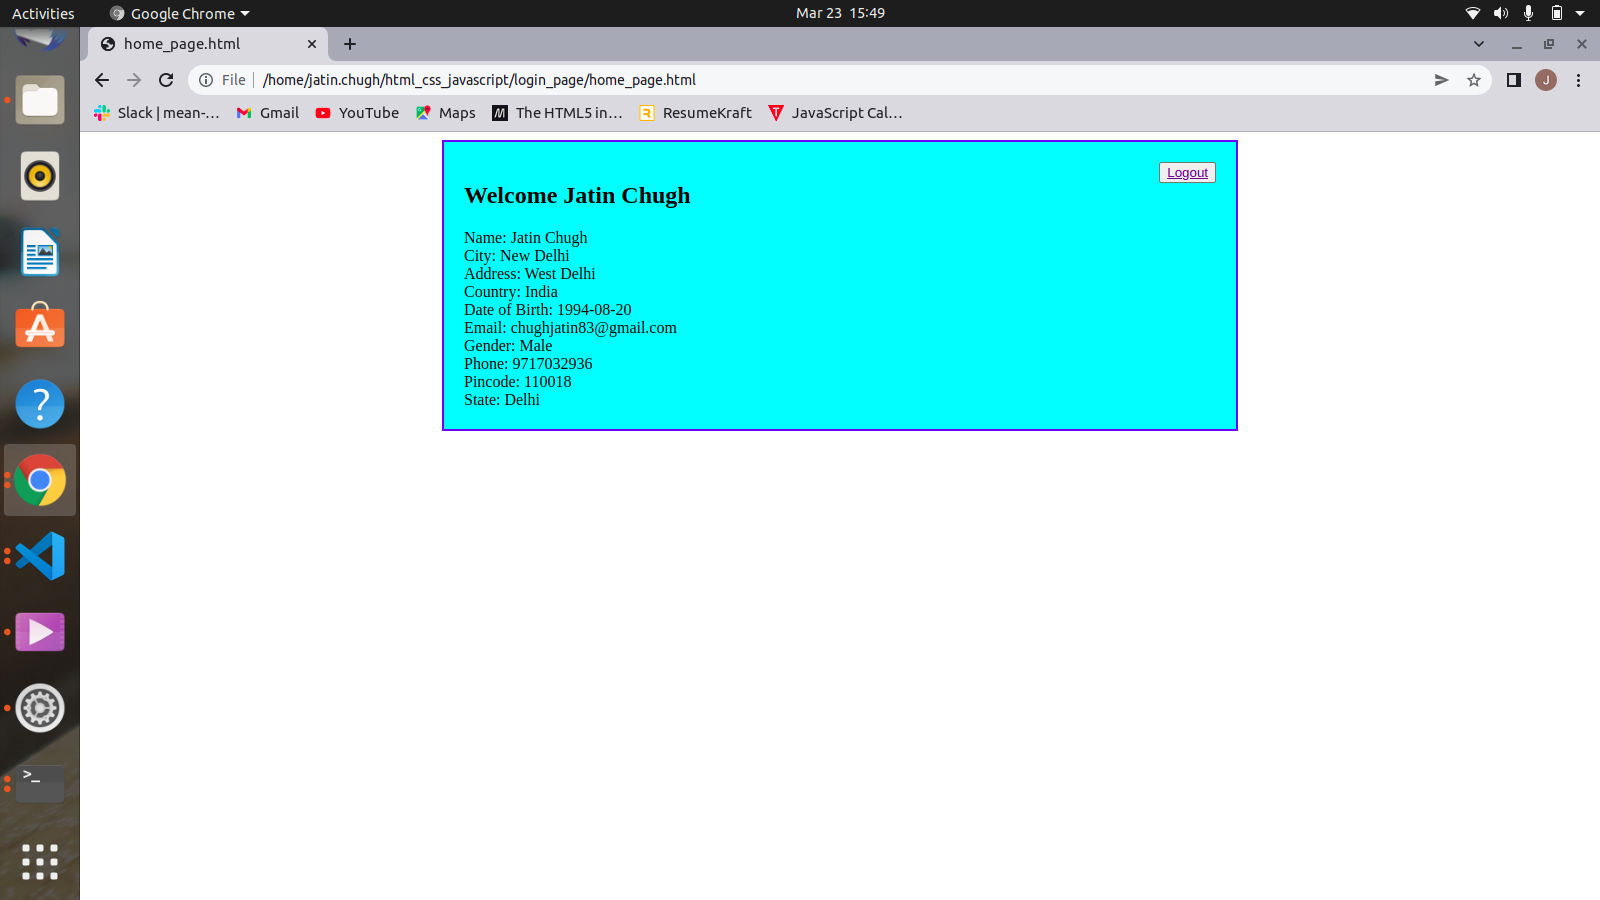 Activities
Google Chrome
Mar 23 15:49
home_page.html
File
/home/jatin.chugh/html_css_javascript/login_page/home_page.html
J
Slack | mean-...
Gmail
YouTube
Maps
The HTML5 in...
ResumeKraft
JavaScript Cal...
Logout
Welcome Jatin Chugh
Name: Jatin Chugh
City: New Delhi
Address: West Delhi
Country: India
Date of Birth: 1994-08-20
Email: chughjatin83@gmail.com
Gender: Male
Phone: 9717032936
Pincode: 110018
State: Delhi